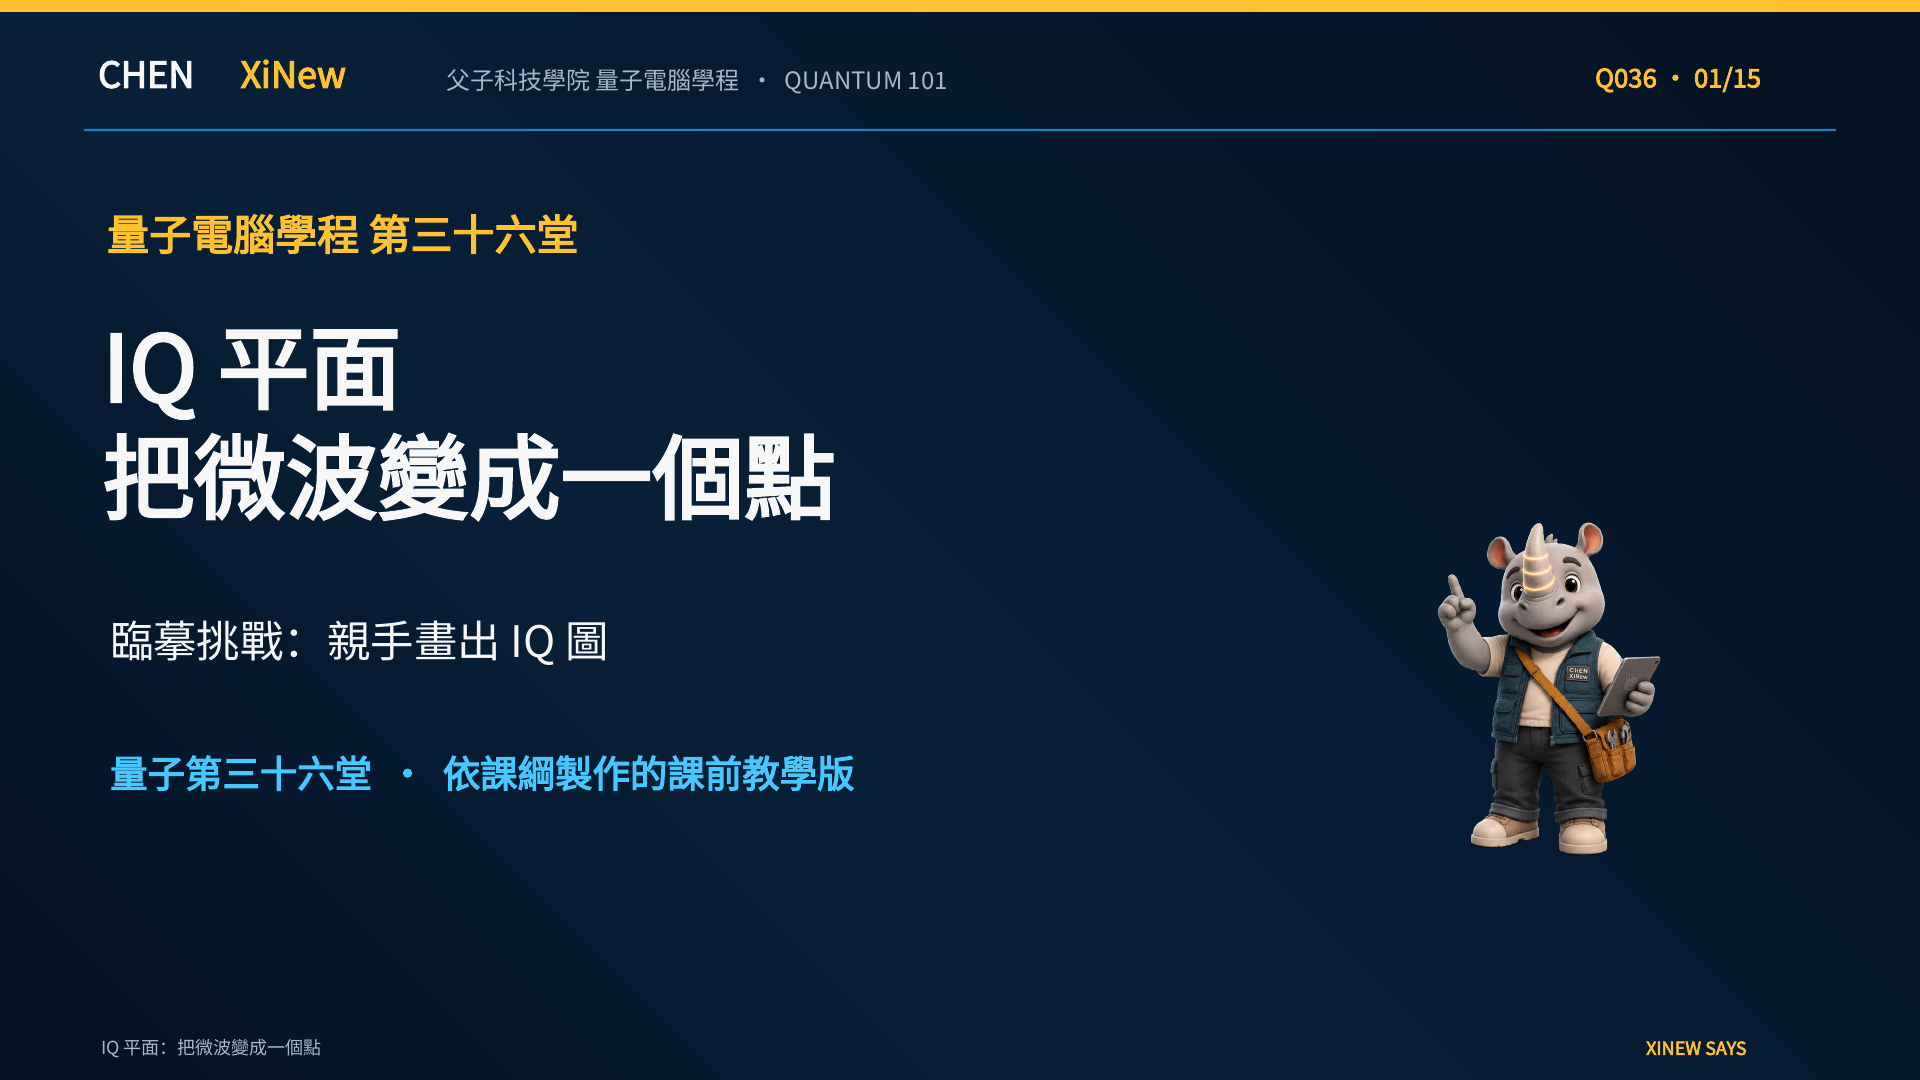 CHEN XiNew 父子科技學院 量子電腦學程 · QUANTUM 101 Q036 · 01/15
量子電腦學程 第三十六堂
IQ 平面
把微波變成一個點
臨摹挑戰：親手畫出 IQ 圖
量子第三十六堂 · 依課綱製作的課前教學版
CHEN
XiNew
IQ 平面：把微波變成一個點 XINEW SAYS